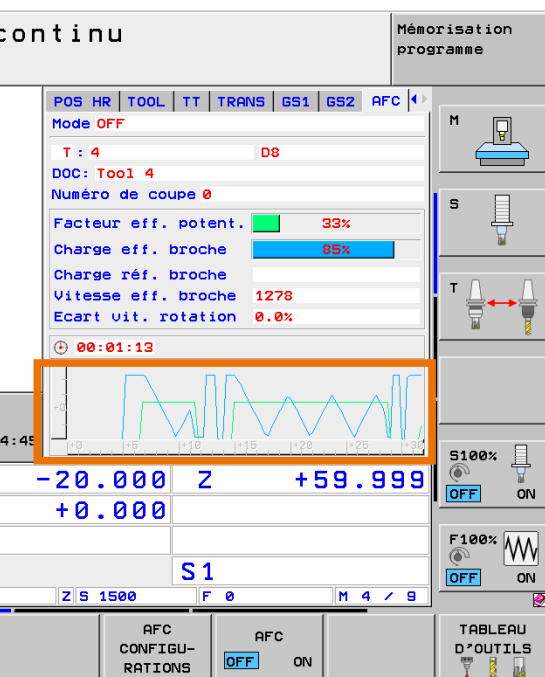 continu
Mémorisation
programme
POS HR TOOL TT TRANS GS1 GS2 AFC
Mode OFF
T : 4 D8
DOC: Tool 4
Numéro de coupe 0
Facteur eff. potent. 33%
Charge eff. broche 85%
Charge réf. broche
Vitesse eff. broche 1278
Ecart vit. rotation 0.0%
00:01:13
+0
+0 +5 +10 +15 +20 +25 +30
4:45
-20.000 Z +59.999
+0.000
S1
Z S 1500 F 0 M 4 / 9
M
S
T
S100%
OFF ON
F100%
OFF ON
AFC
CONFIGU-
RATIONS
AFC
OFF ON
TABLEAU
D'OUTILS